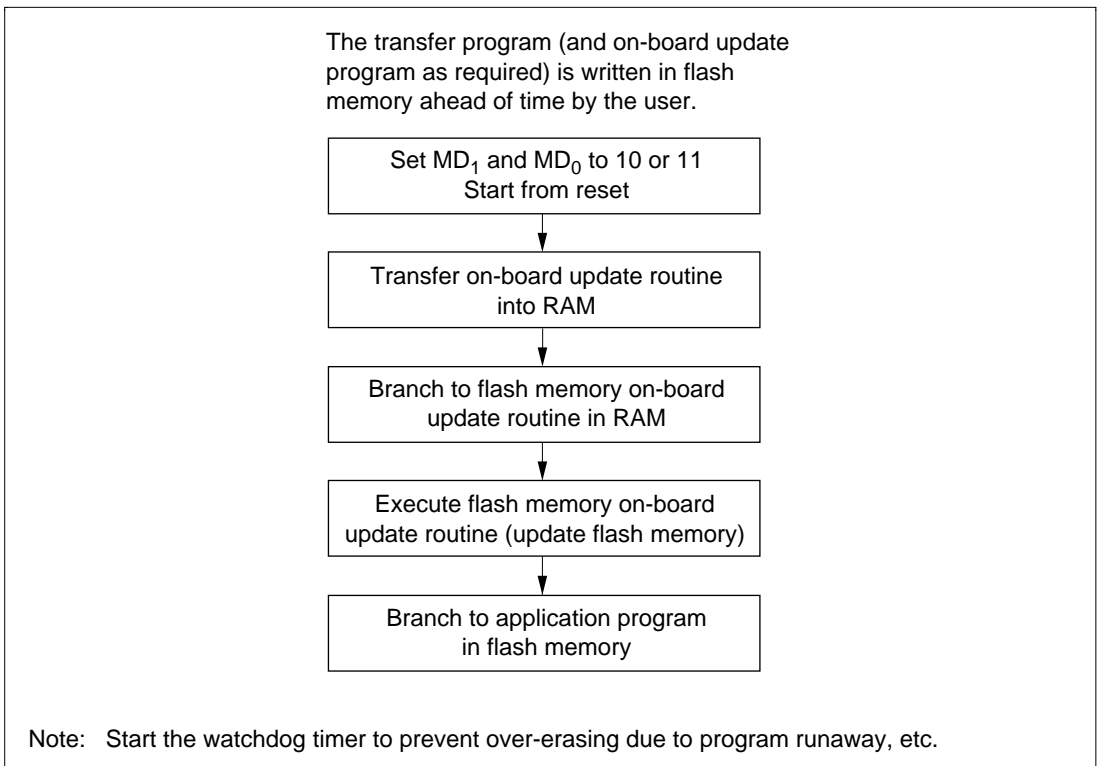 The transfer program (and on-board update
program as required) is written in flash
memory ahead of time by the user.
Set MD₁ and MD₀ to 10 or 11
Start from reset
Transfer on-board update routine
into RAM
Branch to flash memory on-board
update routine in RAM
Execute flash memory on-board
update routine (update flash memory)
Branch to application program
in flash memory
Note: Start the watchdog timer to prevent over-erasing due to program runaway, etc.